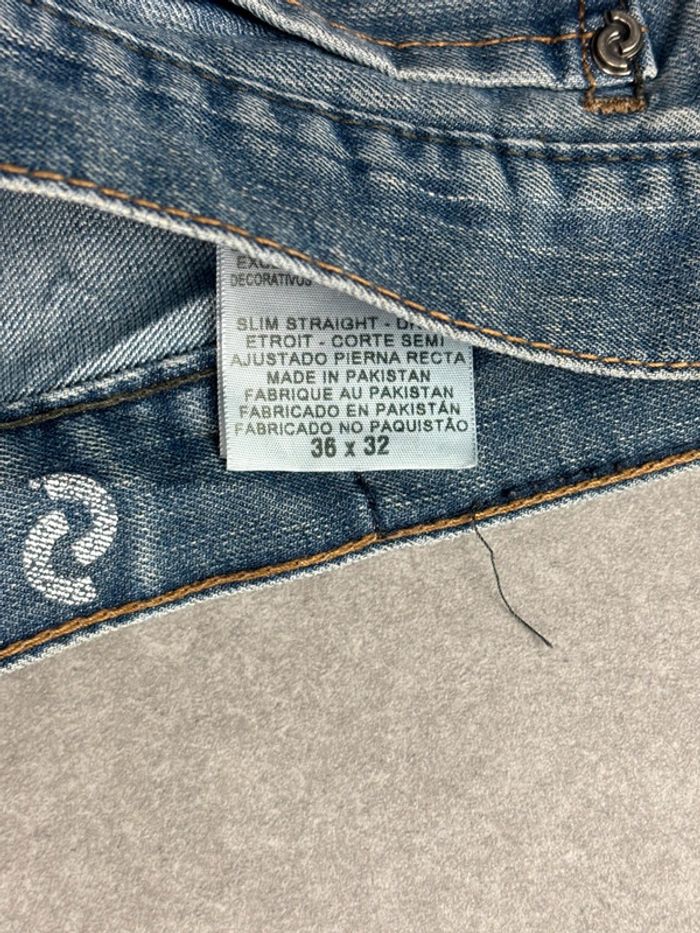 DECORATIVOS
SLIM STRAIGHT -
ETROIT - CORTE SEMI
AJUSTADO PIERNA RECTA
MADE IN PAKISTAN
FABRIQUE AU PAKISTAN
FABRICADO EN PAKISTÁN
FABRICADO NO PAQUISTÃO
36 x 32